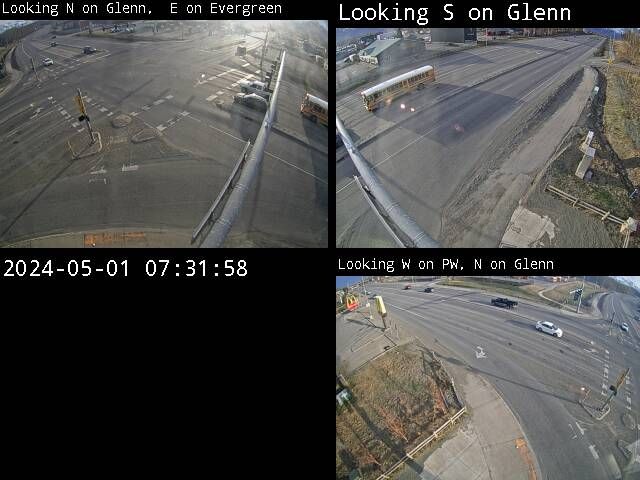 Looking N on Glenn,  E on Evergreen
Looking S on Glenn
2024-05-01 07:31:58
Looking W on PW, N on Glenn